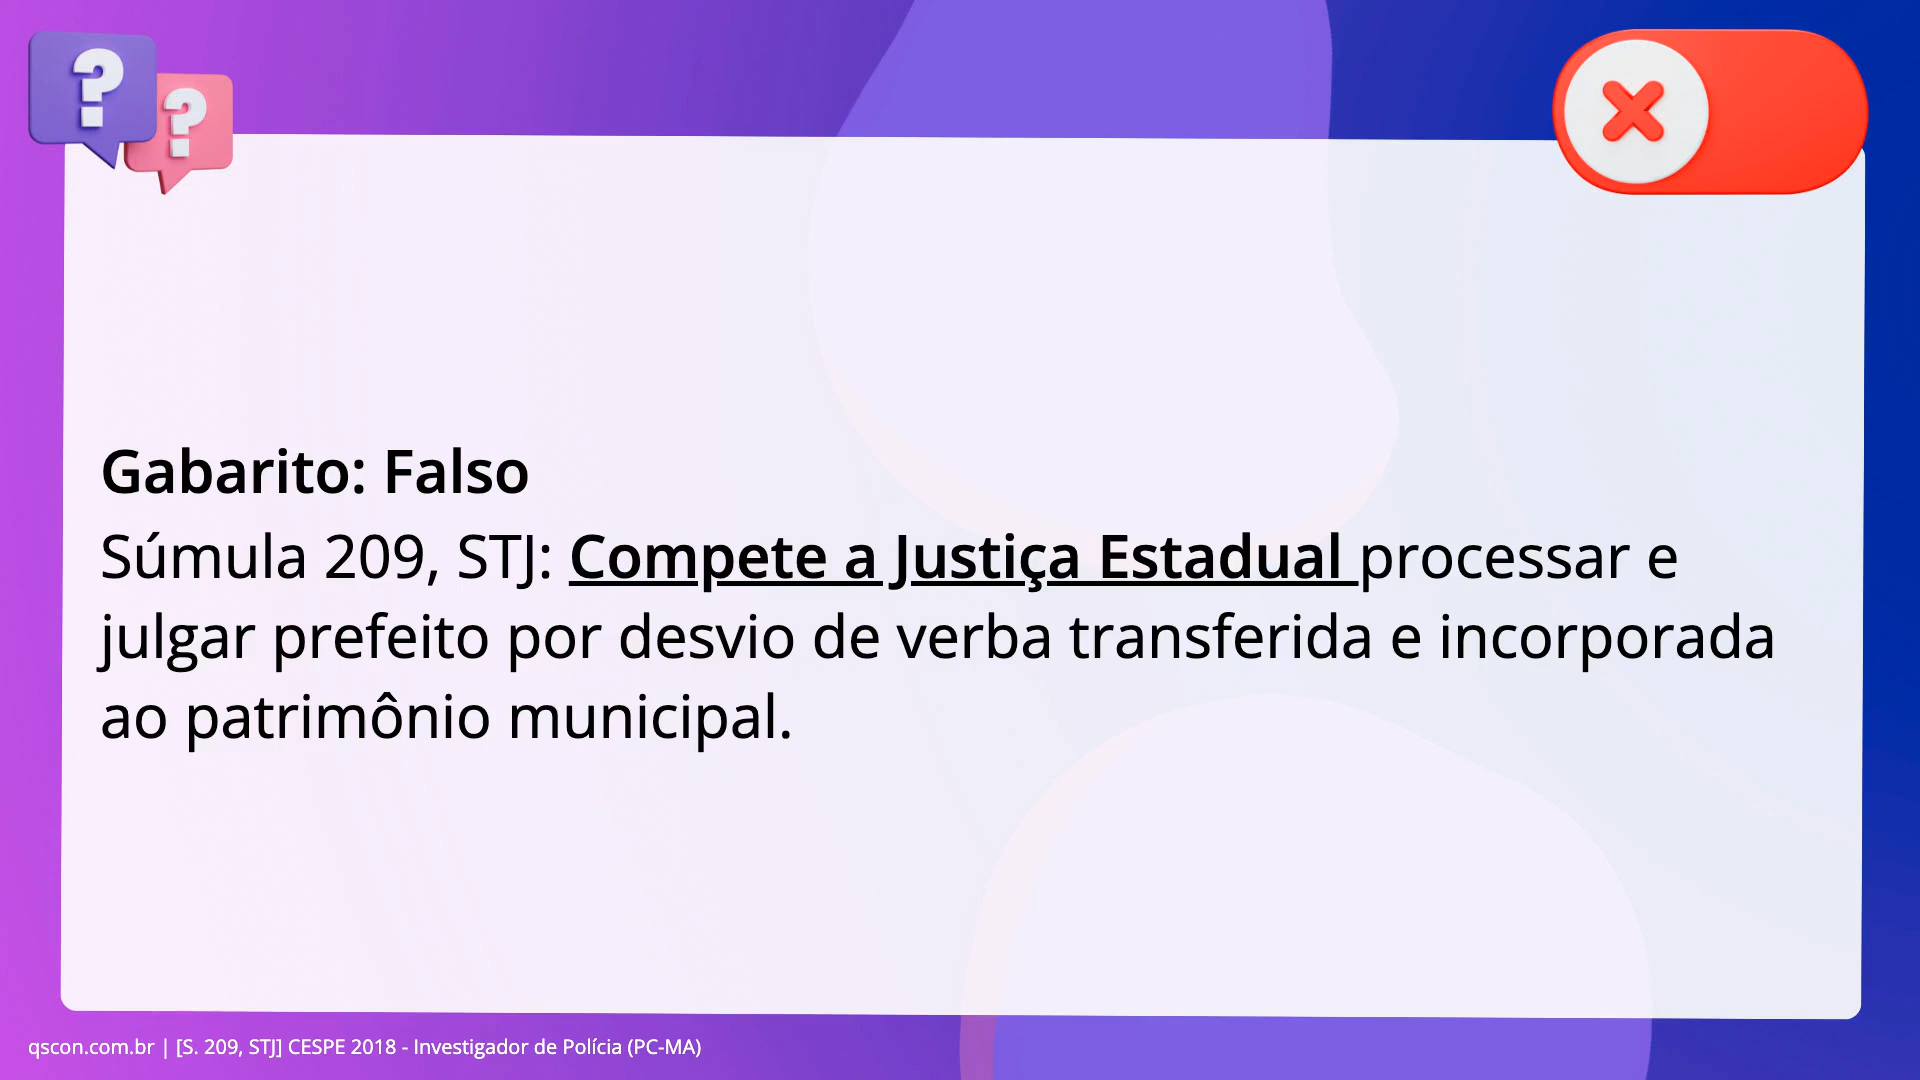 Gabarito: Falso
Súmula 209, STJ: Compete a Justiça Estadual processar e
julgar prefeito por desvio de verba transferida e incorporada
ao patrimônio municipal.
qscon.com.br | [S. 209, STJ] CESPE 2018 - Investigador de Polícia (PC-MA)